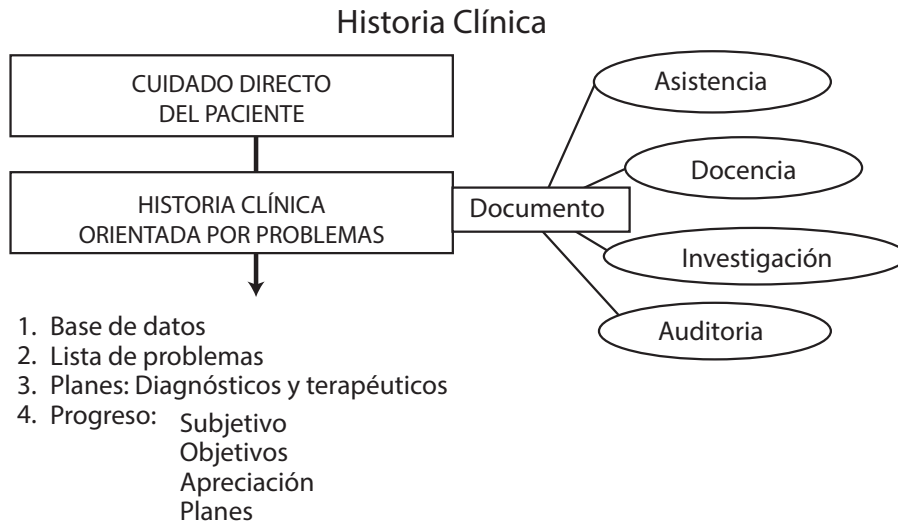 Historia Clínica
CUIDADO DIRECTO
DEL PACIENTE
HISTORIA CLÍNICA
ORIENTADA POR PROBLEMAS
Documento
Asistencia
Docencia
Investigación
Auditoria
1. Base de datos
2. Lista de problemas
3. Planes: Diagnósticos y terapéuticos
4. Progreso:
Subjetivo
Objetivos
Apreciación
Planes